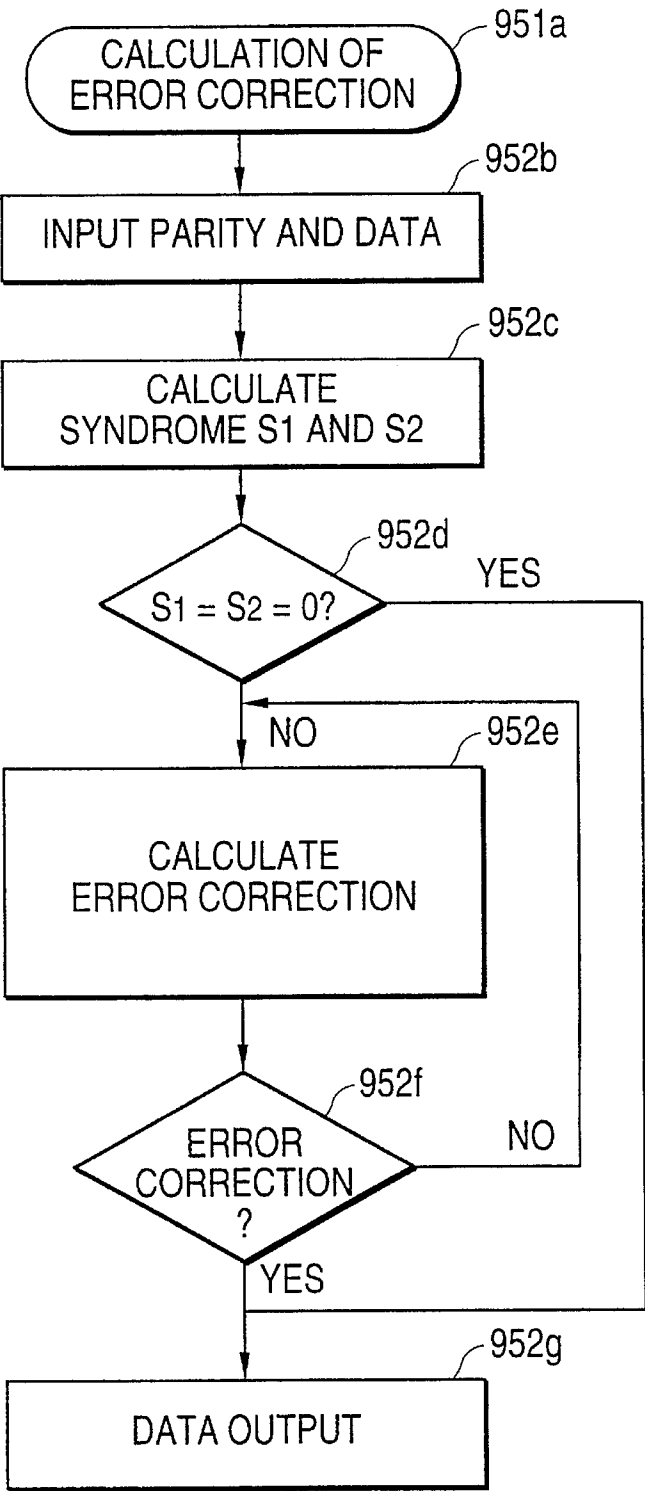 951a
CALCULATION OF
ERROR CORRECTION
952b
INPUT PARITY AND DATA
952c
CALCULATE
SYNDROME S1 AND S2
952d
S1 = S2 = 0?
YES
NO
952e
CALCULATE
ERROR CORRECTION
952f
ERROR
CORRECTION
?
NO
YES
952g
DATA OUTPUT